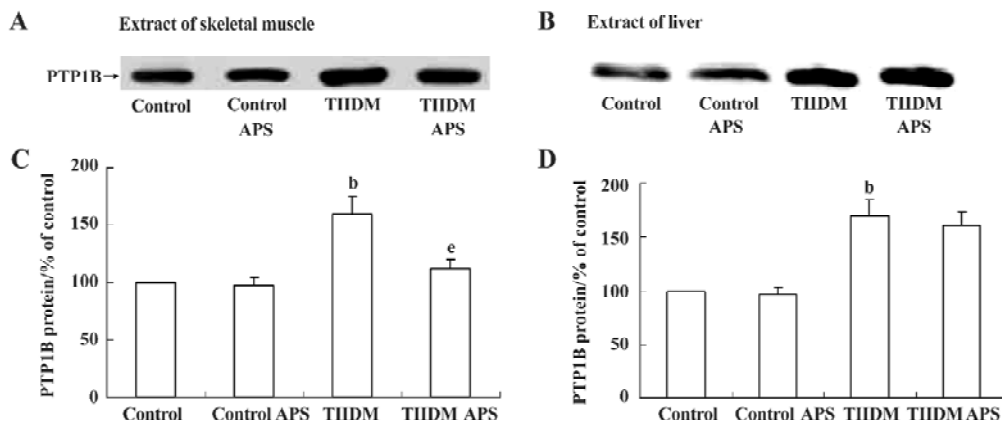 A Extract of skeletal muscle
PTP1B→
Control Control TIIDM TIIDM
APS APS
B Extract of liver
Control Control TIIDM TIIDM
APS APS
C
PTP1B protein/% of control
200
150
100
50
0
b
e
Control Control APS TIIDM TIIDM APS
D
PTP1B protein/% of control
200
150
100
50
0
b
Control Control APS TIIDM TIIDM APS